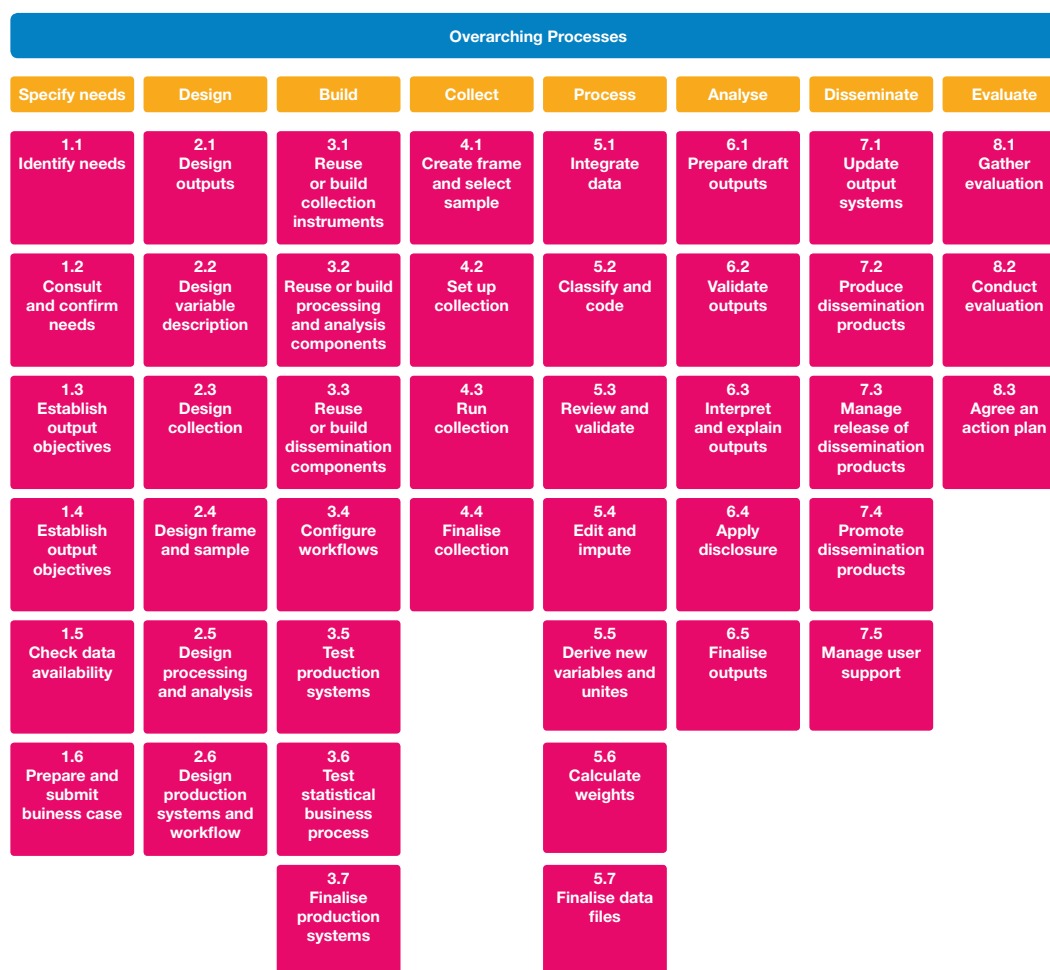 Overarching Processes
Specify needs
Design
Build
Collect
Process
Analyse
Disseminate
Evaluate
1.1
Identify needs
2.1
Design
outputs
3.1
Reuse
or build
collection
instruments
4.1
Create frame
and select
sample
5.1
Integrate
data
6.1
Prepare draft
outputs
7.1
Update
output
systems
8.1
Gather
evaluation
1.2
Consult
and confirm
needs
2.2
Design
variable
description
3.2
Reuse or build
processing
and analysis
components
4.2
Set up
collection
5.2
Classify and
code
6.2
Validate
outputs
7.2
Produce
dissemination
products
8.2
Conduct
evaluation
1.3
Establish
output
objectives
2.3
Design
collection
3.3
Reuse
or build
dissemination
components
4.3
Run
collection
5.3
Review and
validate
6.3
Interpret
and explain
outputs
7.3
Manage
release of
dissemination
products
8.3
Agree an
action plan
1.4
Establish
output
objectives
2.4
Design frame
and sample
3.4
Configure
workflows
4.4
Finalise
collection
5.4
Edit and
impute
6.4
Apply
disclosure
7.4
Promote
dissemination
products
1.5
Check data
availability
2.5
Design
processing
and analysis
3.5
Test
production
systems
5.5
Derive new
variables and
unites
6.5
Finalise
outputs
7.5
Manage user
support
1.6
Prepare and
submit
buiness case
2.6
Design
production
systems and
workflow
3.6
Test
statistical
business
process
5.6
Calculate
weights
3.7
Finalise
production
systems
5.7
Finalise data
files